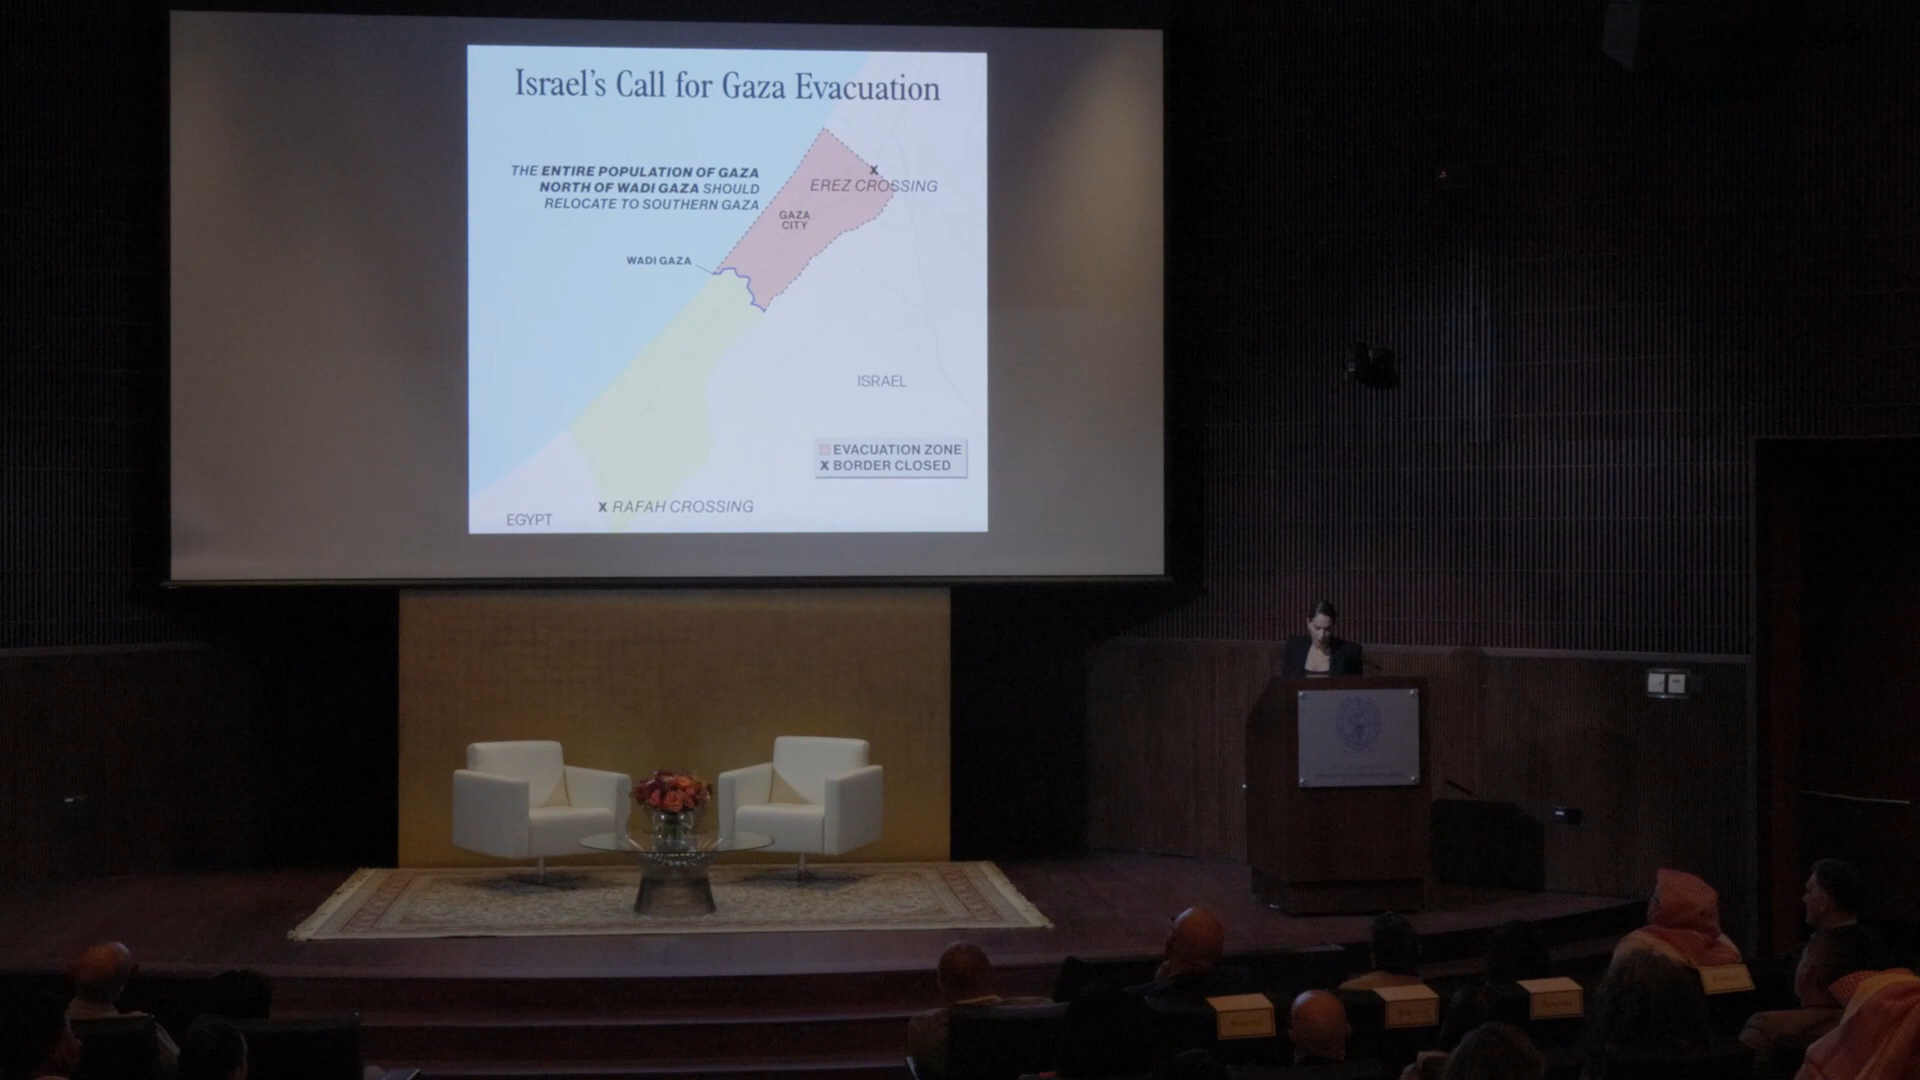 Israel's Call for Gaza Evacuation
THE ENTIRE POPULATION OF GAZA
NORTH OF WADI GAZA SHOULD
RELOCATE TO SOUTHERN GAZA
X
EREZ CROSSING
GAZA
CITY
WADI GAZA
ISRAEL
EVACUATION ZONE
X BORDER CLOSED
X RAFAH CROSSING
EGYPT